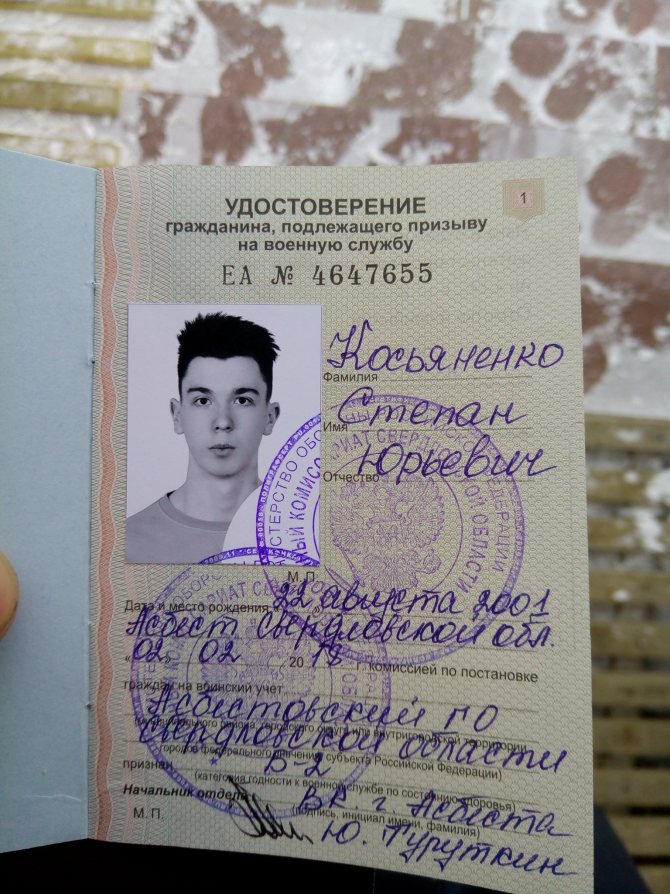 1
УДОСТОВЕРЕНИЕ
гражданина, подлежащего призыву
на военную службу
ЕА № 4647655
Косьяненко
Фамилия
Степан
Имя
Юрьевич
Отчество
М.П.
Дата и место рождения «22» августа 2001
Асбест Свердловской обл.
«02» 02 2018 г. комиссией по постановке
граждан на воинский учет
Асбестовский ГО
(муниципального района, городского округа или внутригородской территории
Свердловской области
города федерального значения субъекта Российской Федерации)
признан Б-2
(категория годности к военной службе по состоянию здоровья)
Начальник отдела ВК г. Асбеста
М.П.
(подпись, инициал имени, фамилия)
Ю. Туруткин